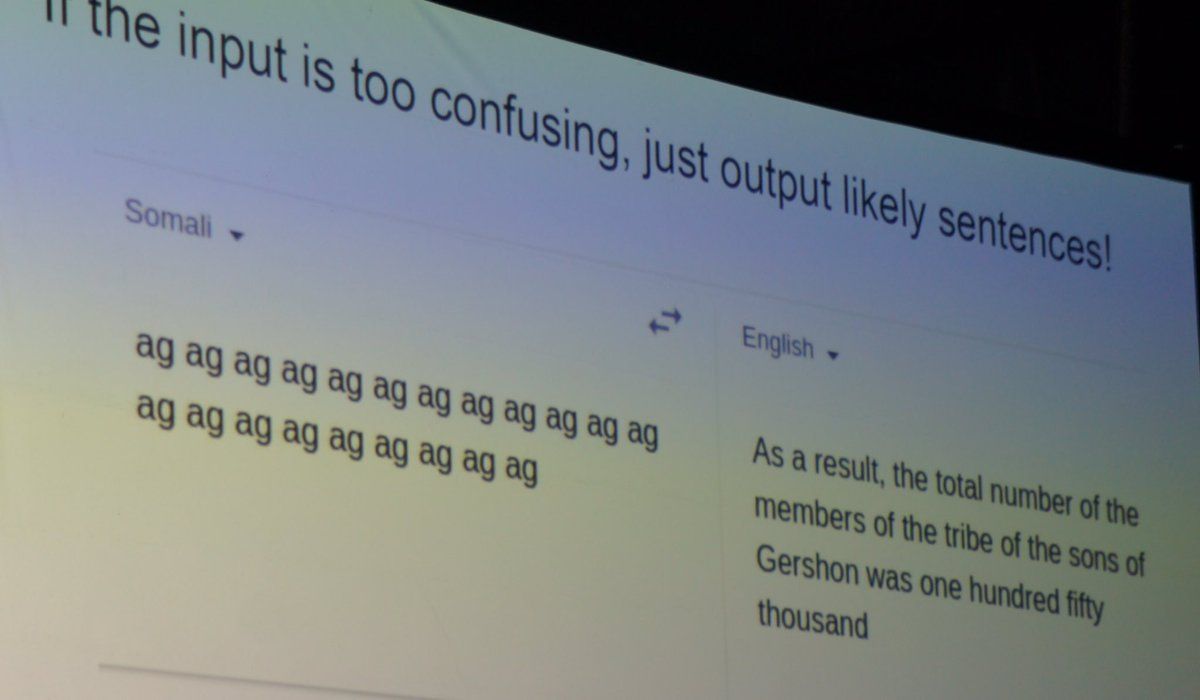 If the input is too confusing, just output likely sentences!
Somali
ag ag ag ag ag ag ag ag ag ag ag ag
ag ag ag ag ag ag ag ag ag
English
As a result, the total number of the
members of the tribe of the sons of
Gershon was one hundred fifty
thousand